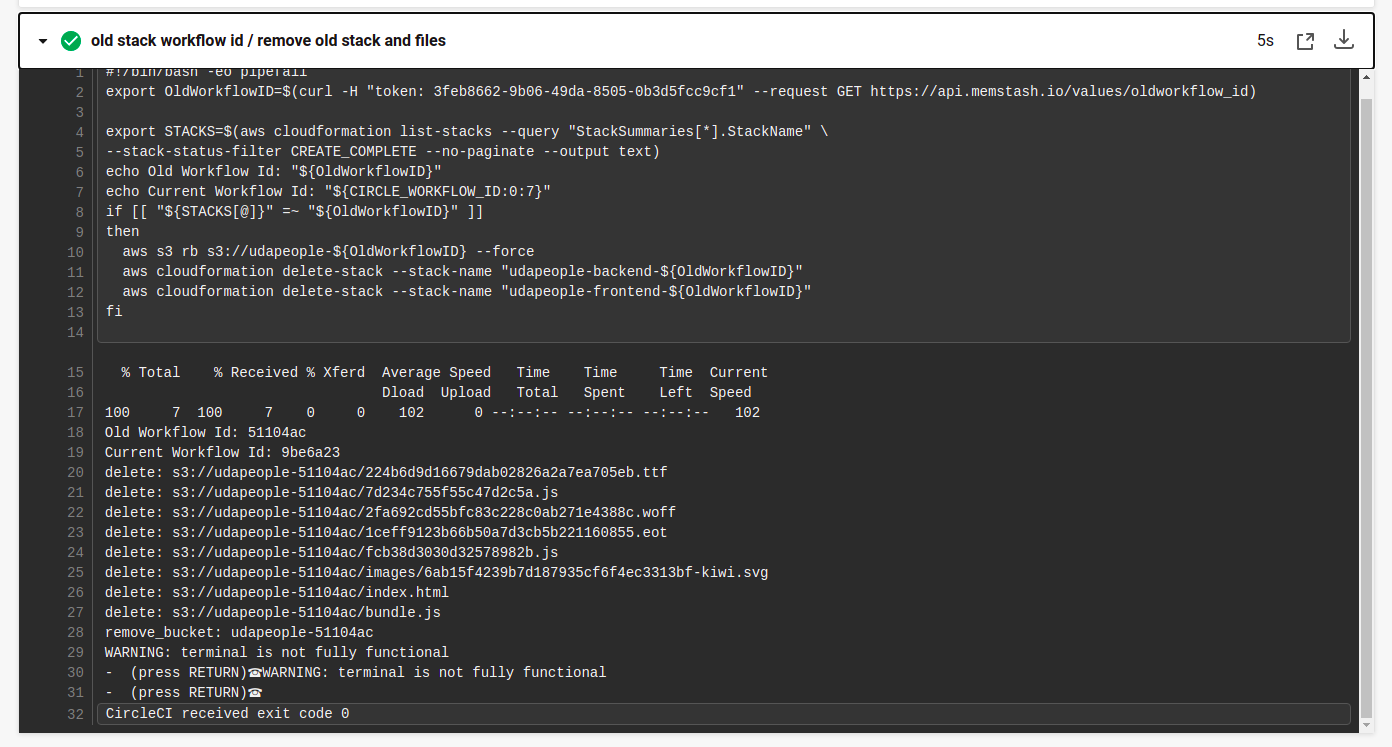 old stack workflow id / remove old stack and files 5s
1 #!/bin/bash -eo pipefail
2 export OldWorkflowID=$(curl -H "token: 3feb8662-9b06-49da-8505-0b3d5fcc9cf1" --request GET https://api.memstash.io/values/oldworkflow_id)
3
4 export STACKS=$(aws cloudformation list-stacks --query "StackSummaries[*].StackName" \
5 --stack-status-filter CREATE_COMPLETE --no-paginate --output text)
6 echo Old Workflow Id: "${OldWorkflowID}"
7 echo Current Workflow Id: "${CIRCLE_WORKFLOW_ID:0:7}"
8 if [[ "${STACKS[@]}" =~ "${OldWorkflowID}" ]]
9 then
10   aws s3 rb s3://udapeople-${OldWorkflowID} --force
11   aws cloudformation delete-stack --stack-name "udapeople-backend-${OldWorkflowID}"
12   aws cloudformation delete-stack --stack-name "udapeople-frontend-${OldWorkflowID}"
13 fi
14
15   % Total    % Received % Xferd  Average Speed   Time    Time     Time  Current
16                                  Dload  Upload   Total   Spent    Left  Speed
17 100     7  100     7    0     0    102      0 --:--:-- --:--:-- --:--:--   102
18 Old Workflow Id: 51104ac
19 Current Workflow Id: 9be6a23
20 delete: s3://udapeople-51104ac/224b6d9d16679dab02826a2a7ea705eb.ttf
21 delete: s3://udapeople-51104ac/7d234c755f55c47d2c5a.js
22 delete: s3://udapeople-51104ac/2fa692cd55bfc83c228c0ab271e4388c.woff
23 delete: s3://udapeople-51104ac/1ceff9123b66b50a7d3cb5b221160855.eot
24 delete: s3://udapeople-51104ac/fcb38d3030d32578982b.js
25 delete: s3://udapeople-51104ac/images/6ab15f4239b7d187935cf6f4ec3313bf-kiwi.svg
26 delete: s3://udapeople-51104ac/index.html
27 delete: s3://udapeople-51104ac/bundle.js
28 remove_bucket: udapeople-51104ac
29 WARNING: terminal is not fully functional
30 -  (press RETURN)☎WARNING: terminal is not fully functional
31 -  (press RETURN)☎
32 CircleCI received exit code 0